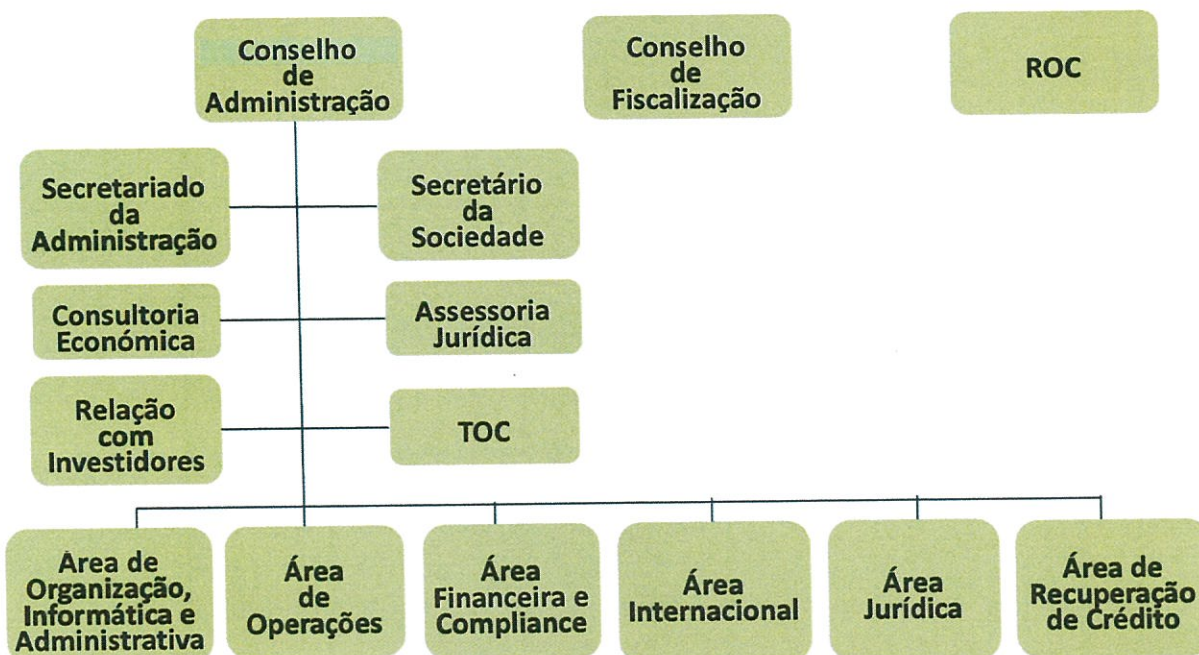 Conselho
de
Administração
Conselho
de
Fiscalização
ROC
Secretariado
da
Administração
Secretário
da
Sociedade
Consultoria
Económica
Assessoria
Jurídica
Relação
com
Investidores
TOC
Área de
Organização,
Informática e
Administrativa
Área
de
Operações
Área
Financeira e
Compliance
Área
Internacional
Área
Jurídica
Área de
Recuperação
de Crédito